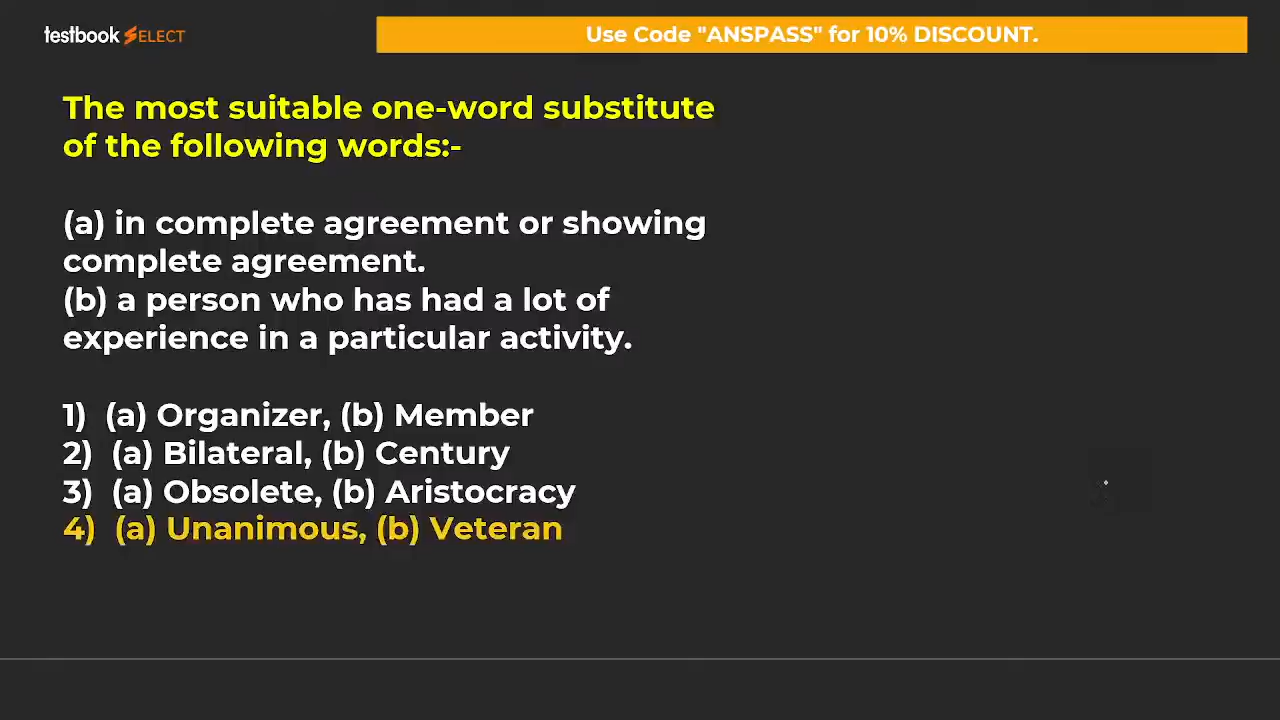 testbook SELECT
Use Code "ANSPASS" for 10% DISCOUNT.
The most suitable one-word substitute
of the following words:-
(a) in complete agreement or showing
complete agreement.
(b) a person who has had a lot of
experience in a particular activity.
1) (a) Organizer, (b) Member
2) (a) Bilateral, (b) Century
3) (a) Obsolete, (b) Aristocracy
4) (a) Unanimous, (b) Veteran